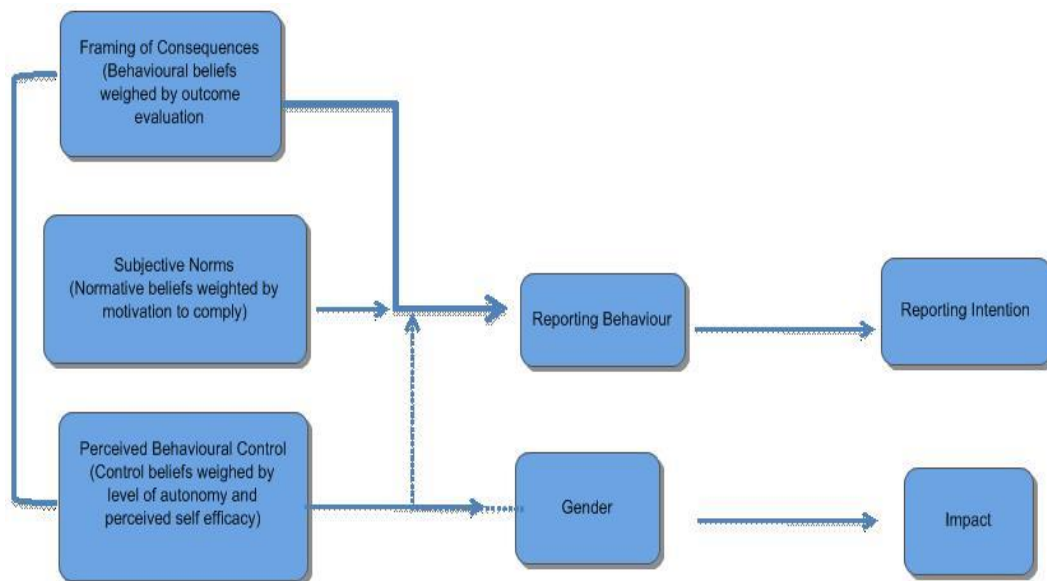 Framing of Consequences
(Behavioural beliefs
weighed by outcome
evaluation
Subjective Norms
(Normative beliefs weighted by
motivation to comply)
Reporting Behaviour
Reporting Intention
Perceived Behavioural Control
(Control beliefs weighed by
level of autonomy and
perceived self efficacy)
Gender
Impact